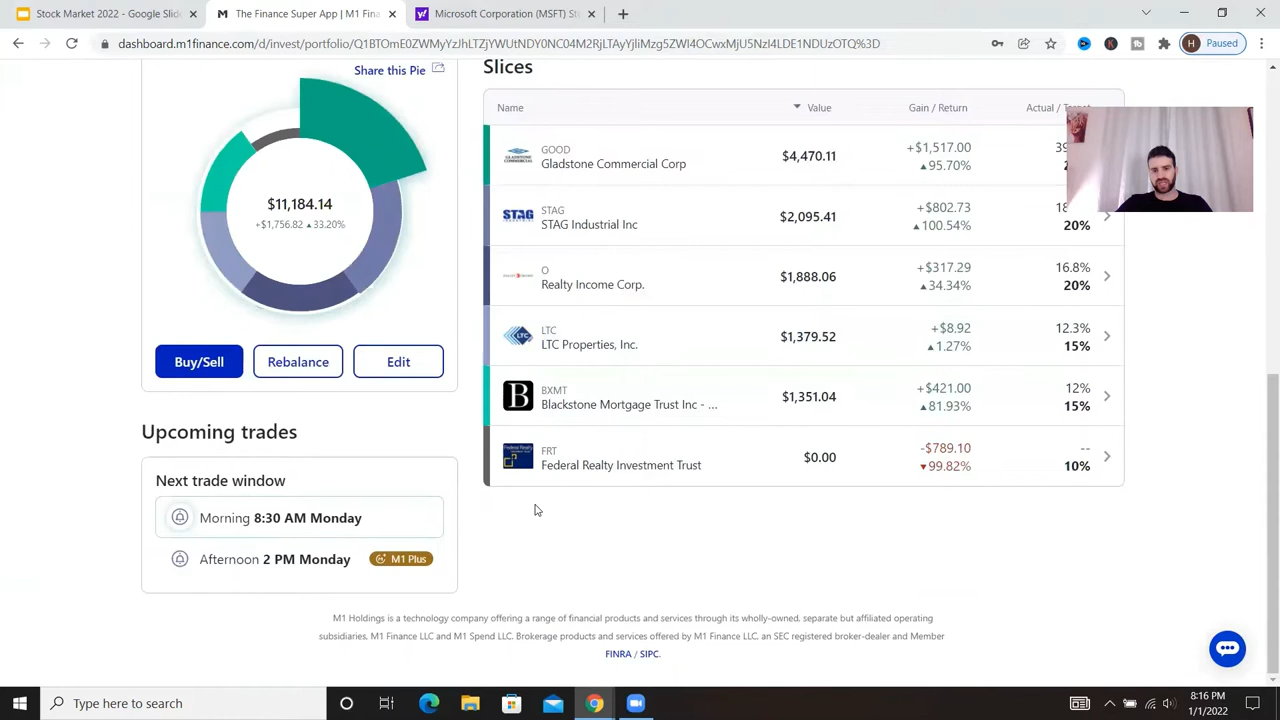 Stock Market 2022 - Google Slid
The Finance Super App | M1 Fina
Microsoft Corporation (MSFT) St
dashboard.m1finance.com/d/invest/portfolio/
H Paused
Share this Pie
$11,184.14
+$1,756.82 ▲33.20%
Buy/Sell
Rebalance
Edit
Upcoming trades
Next trade window
Morning 8:30 AM Monday
Afternoon 2 PM Monday
M1 Plus
Slices
Name Value Gain / Return Actual / Target
GOOD
Gladstone Commercial Corp
$4,470.11
+$1,517.00
▲95.70%
39
STAG
STAG Industrial Inc
$2,095.41
+$802.73
▲100.54%
18
20%
O
Realty Income Corp.
$1,888.06
+$317.29
▲34.34%
16.8%
20%
LTC
LTC Properties, Inc.
$1,379.52
+$8.92
▲1.27%
12.3%
15%
B
BXMT
Blackstone Mortgage Trust Inc - ...
$1,351.04
+$421.00
▲81.93%
12%
15%
FRT
Federal Realty Investment Trust
$0.00
-$789.10
▼99.82%
--
10%
M1 Holdings is a technology company offering a range of financial products and services through its wholly-owned, separate but affiliated operating
subsidiaries, M1 Finance LLC and M1 Spend LLC. Brokerage products and services offered by M1 Finance LLC, an SEC registered broker-dealer and Member
FINRA / SIPC.
Type here to search
8:16 PM
1/1/2022